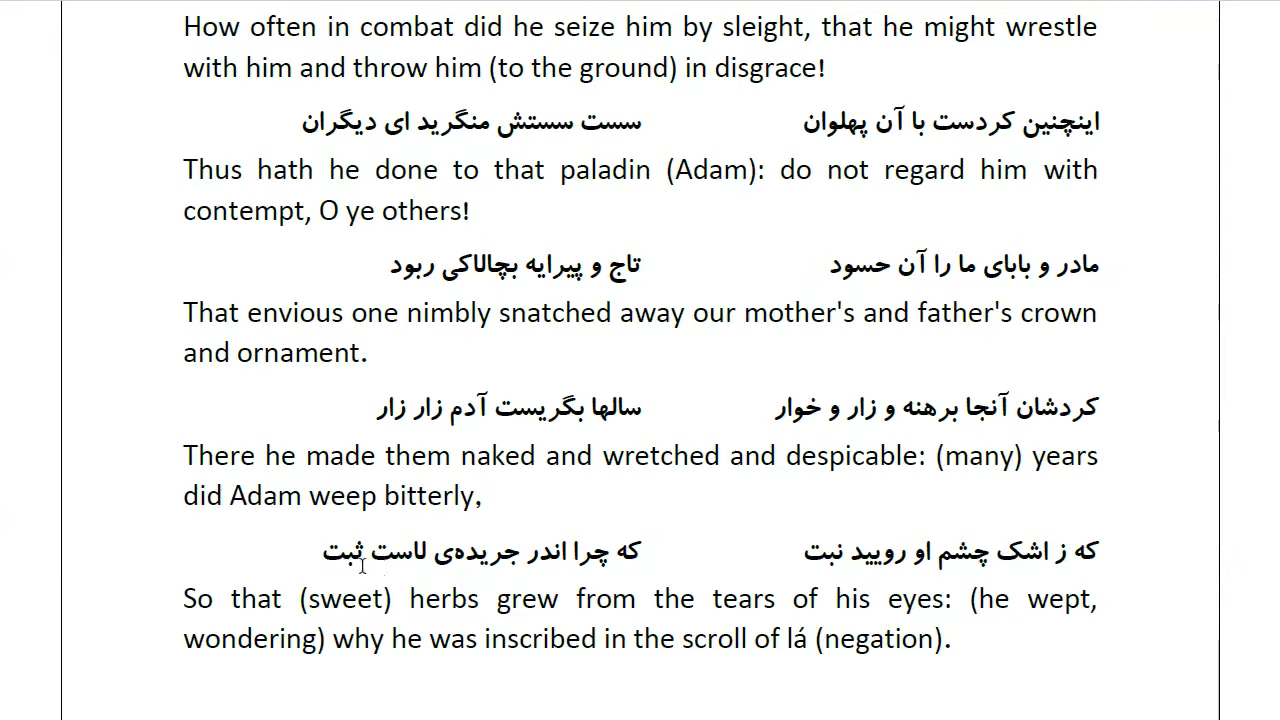 How often in combat did he seize him by sleight, that he might wrestle
with him and throw him (to the ground) in disgrace!
اینچنین کردست با آن پهلوان سست سستش منگرید ای دیگران
Thus hath he done to that paladin (Adam): do not regard him with
contempt, O ye others!
مادر و بابای ما را آن حسود تاج و پیرایه بچالاکی ربود
That envious one nimbly snatched away our mother's and father's crown
and ornament.
کردشان آنجا برهنه و زار و خوار سالها بگریست آدم زار زار
There he made them naked and wretched and despicable: (many) years
did Adam weep bitterly,
که ز اشک چشم او رویید نبت که چرا اندر جریده‌ی لاست ثبت
So that (sweet) herbs grew from the tears of his eyes: (he wept,
wondering) why he was inscribed in the scroll of lá (negation).